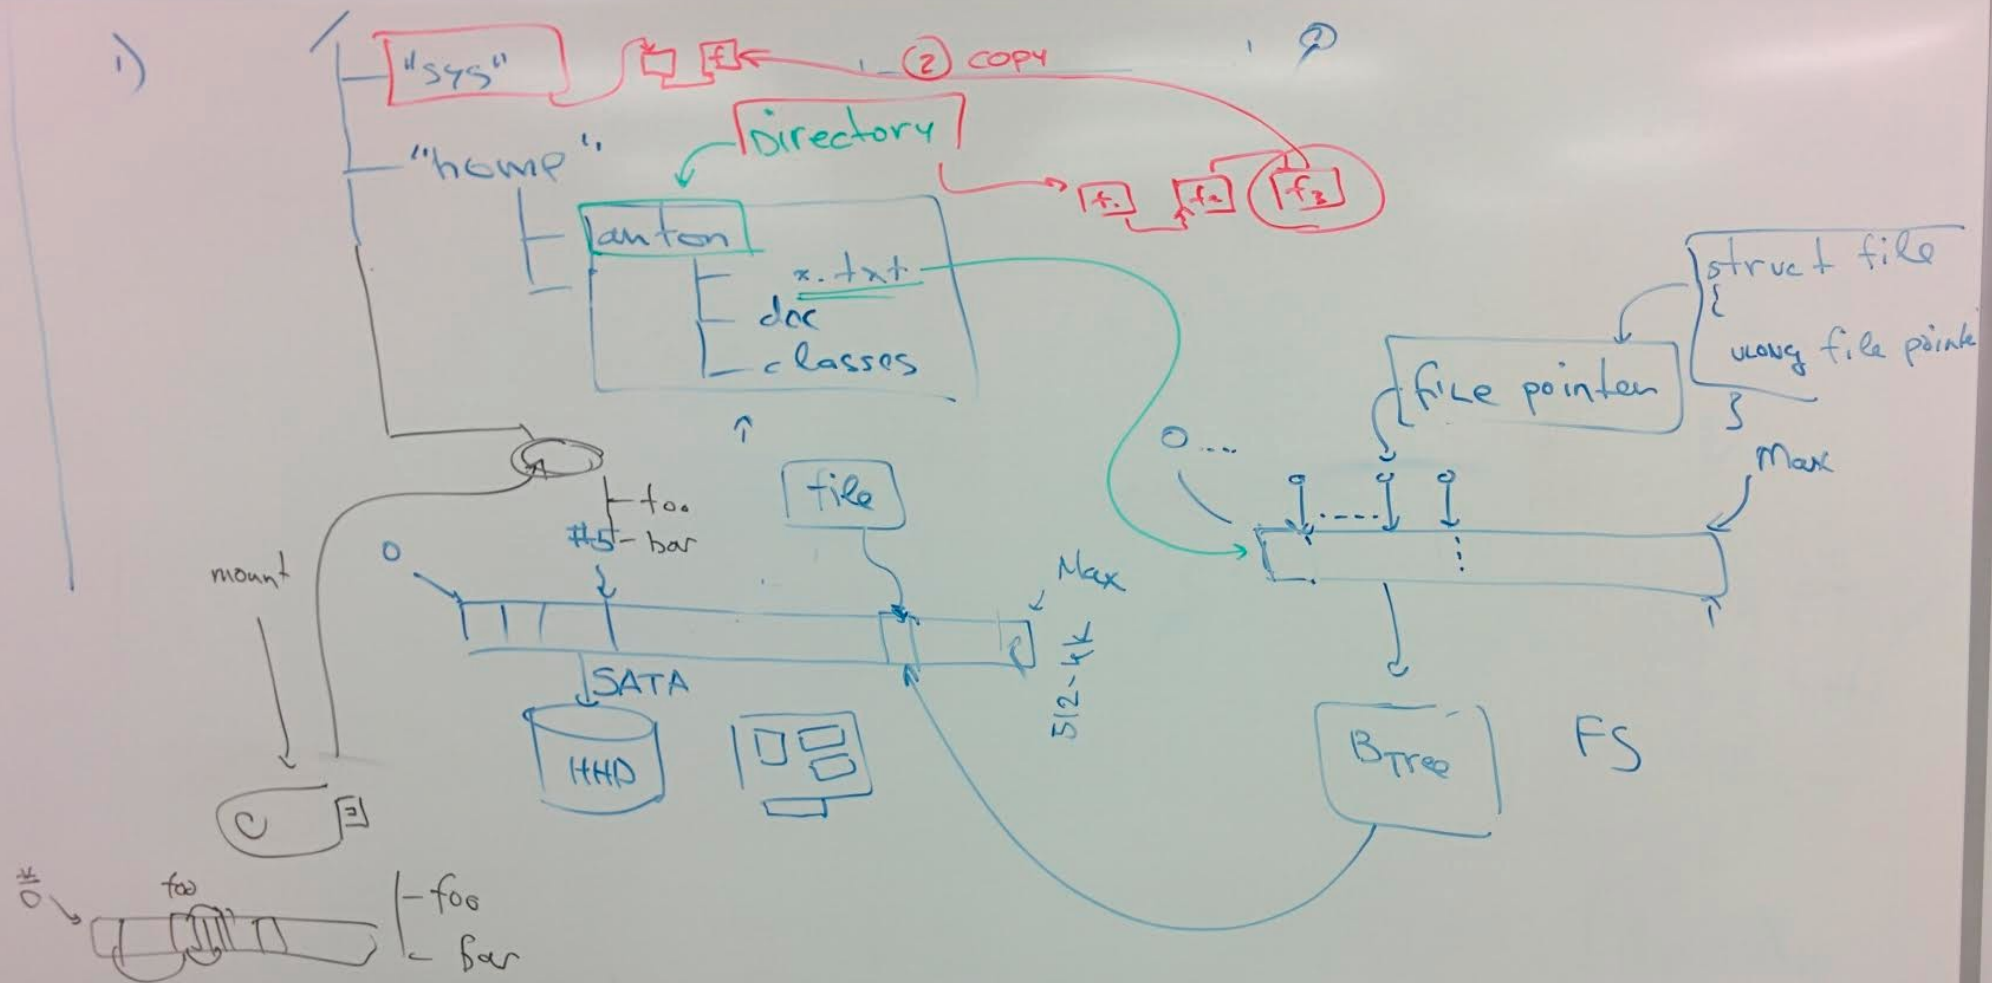 1)
"sys"
f
2 COPY
Directory
"home"
f1
f2
f3
anton
x.txt
doc
classes
struct file
{
ulong file pointe
}
file pointer
0 ....
Max
file
foo
#5
bar
0
mount
Max
512-4K
SATA
HHD
BTree
FS
foo
foo
bar